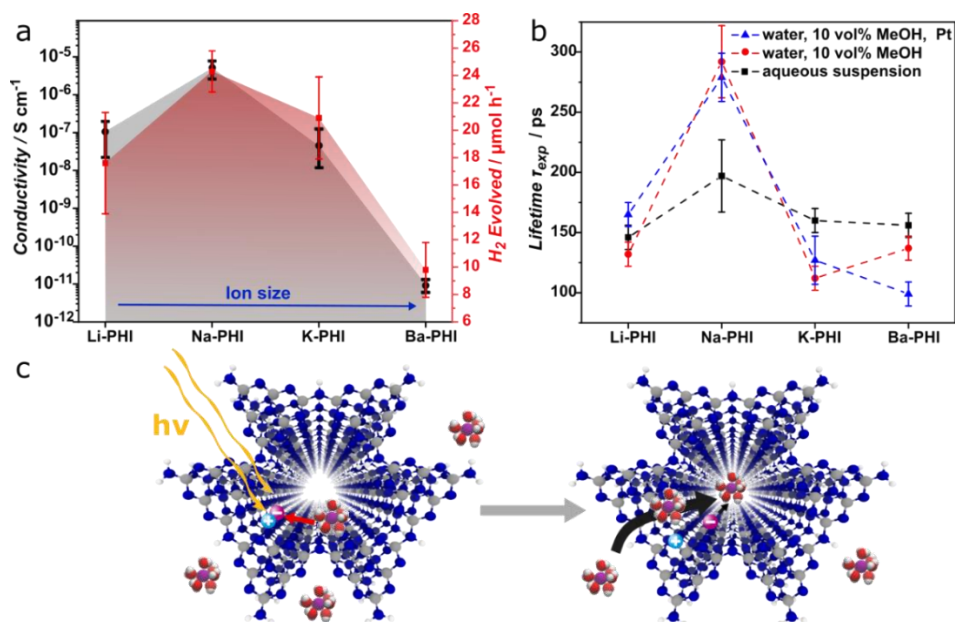 a
Conductivity / S cm⁻¹
10⁻⁵
10⁻⁶
10⁻⁷
10⁻⁸
10⁻⁹
10⁻¹⁰
10⁻¹¹
10⁻¹²
Ion size
Li-PHI Na-PHI K-PHI Ba-PHI
28
26
24
22
20
18
16
14
12
10
8
6
H₂ Evolved / µmol h⁻¹
b
Lifetime τexp / ps
300
250
200
150
100
water, 10 vol% MeOH, Pt
water, 10 vol% MeOH
aqueous suspension
Li-PHI Na-PHI K-PHI Ba-PHI
c
hν
+ −
+ −